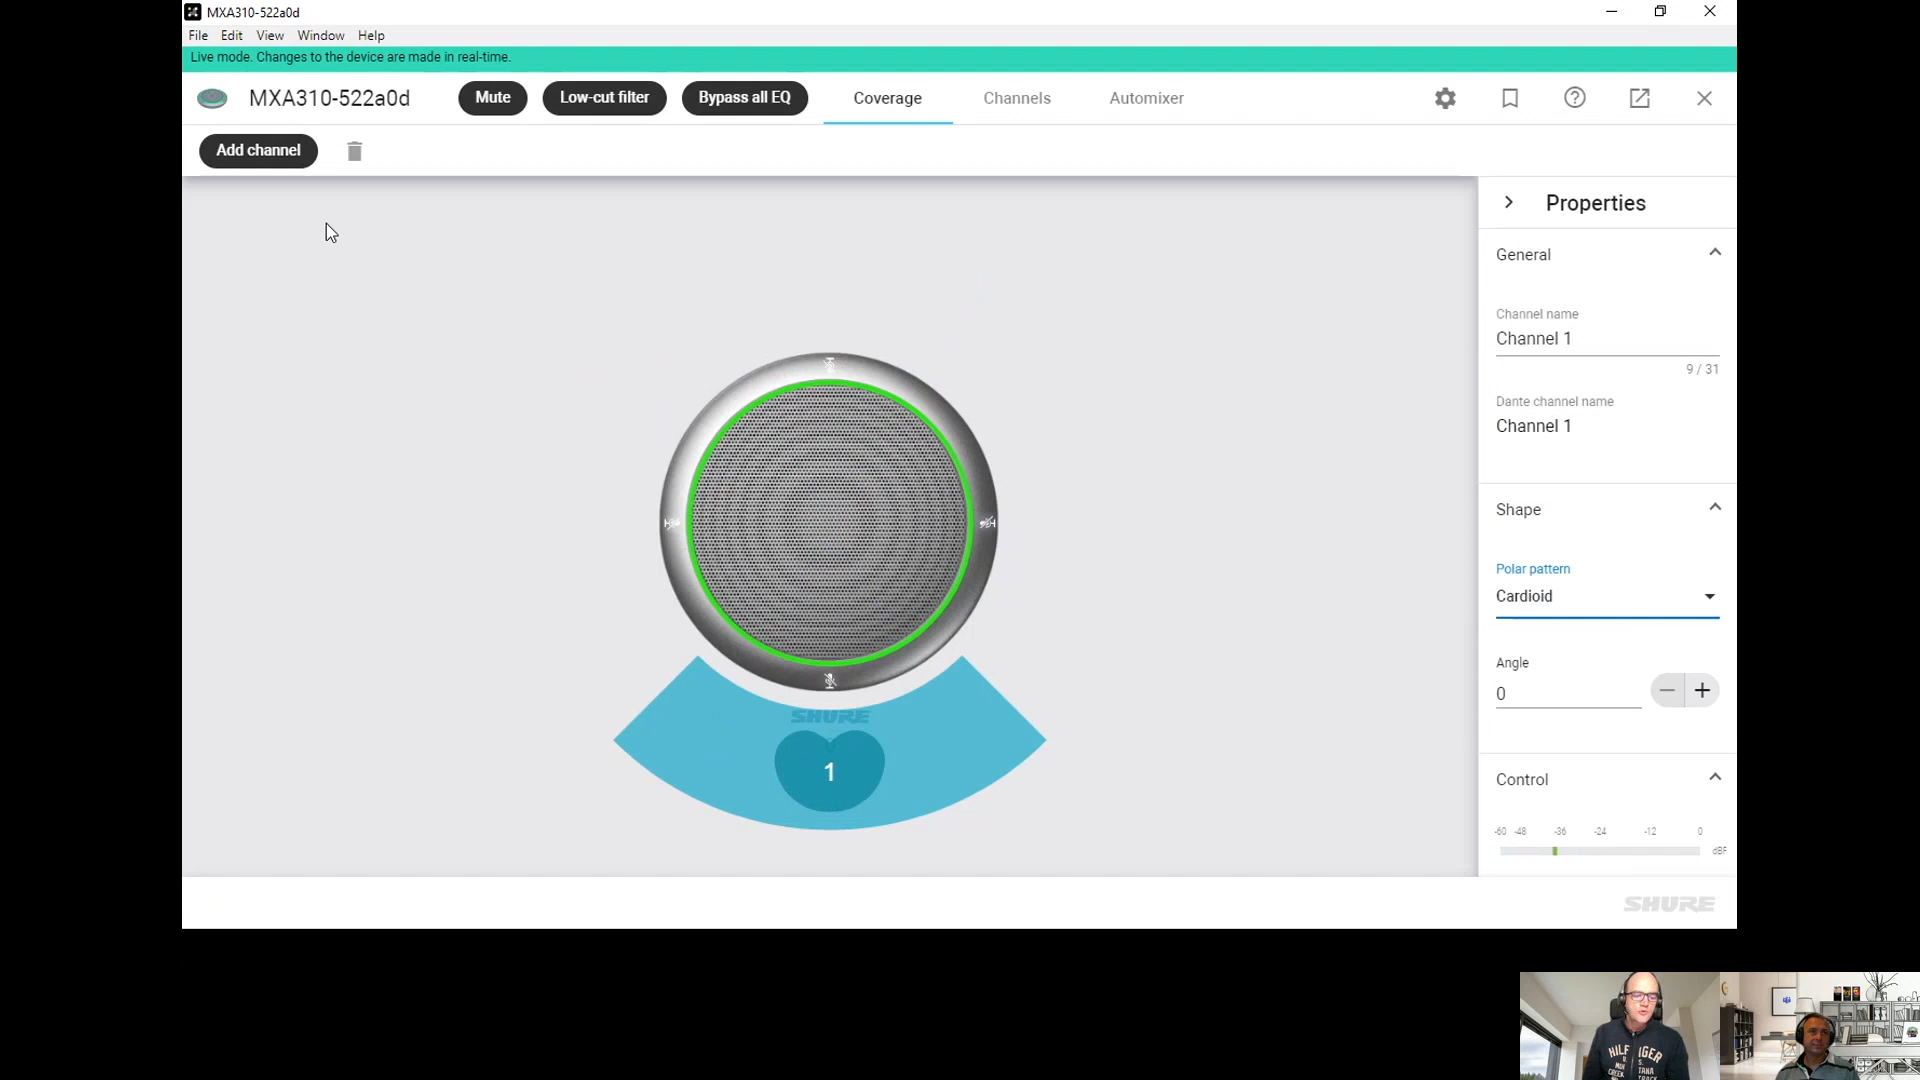 MXA310-522a0d
File Edit View Window Help
Live mode. Changes to the device are made in real-time.
MXA310-522a0d Mute Low-cut filter Bypass all EQ Coverage Channels Automixer
Add channel
Properties
General
Channel name
Channel 1
9 / 31
Dante channel name
Channel 1
Shape
Polar pattern
Cardioid
Angle
0
Control
-60 -48 -36 -24 -12 0
dBF
SHURE
1
SHURE